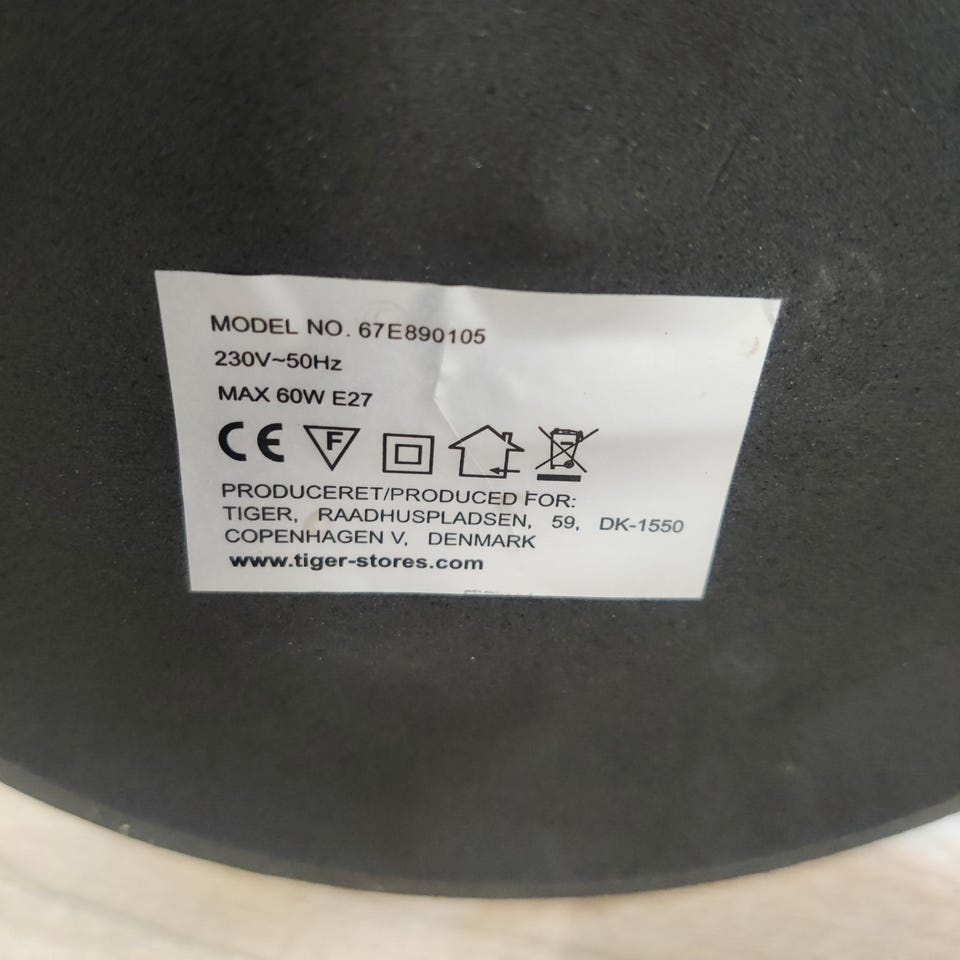 MODEL NO. 67E890105
230V~50Hz
MAX 60W E27
CE F
PRODUCERET/PRODUCED FOR:
TIGER, RAADHUSPLADSEN, 59, DK-1550
COPENHAGEN V, DENMARK
www.tiger-stores.com